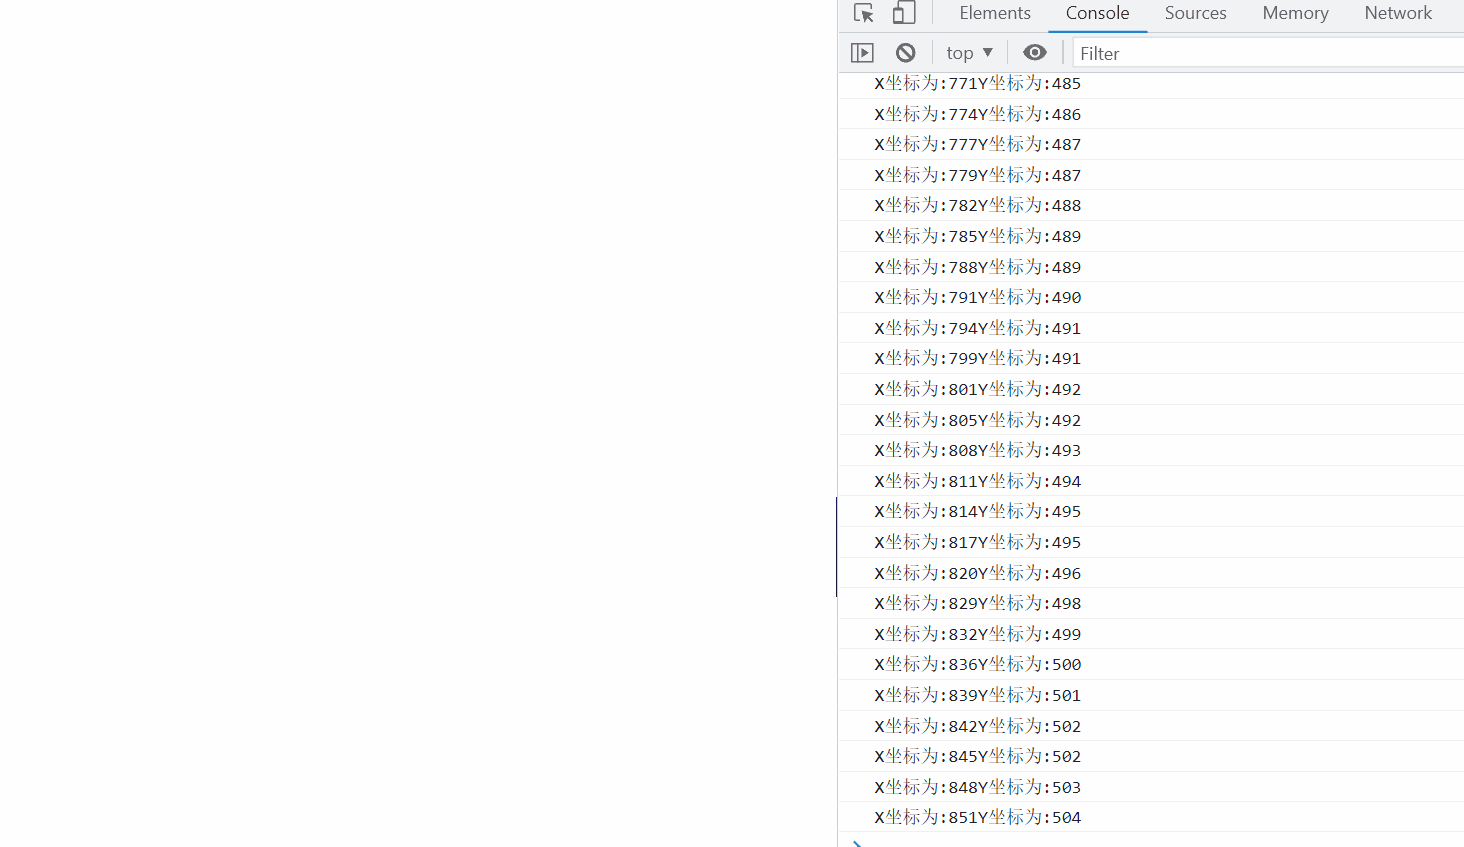 Elements Console Sources Memory Network
top Filter
X坐标为:771Y坐标为:485
X坐标为:774Y坐标为:486
X坐标为:777Y坐标为:487
X坐标为:779Y坐标为:487
X坐标为:782Y坐标为:488
X坐标为:785Y坐标为:489
X坐标为:788Y坐标为:489
X坐标为:791Y坐标为:490
X坐标为:794Y坐标为:491
X坐标为:799Y坐标为:491
X坐标为:801Y坐标为:492
X坐标为:805Y坐标为:492
X坐标为:808Y坐标为:493
X坐标为:811Y坐标为:494
X坐标为:814Y坐标为:495
X坐标为:817Y坐标为:495
X坐标为:820Y坐标为:496
X坐标为:829Y坐标为:498
X坐标为:832Y坐标为:499
X坐标为:836Y坐标为:500
X坐标为:839Y坐标为:501
X坐标为:842Y坐标为:502
X坐标为:845Y坐标为:502
X坐标为:848Y坐标为:503
X坐标为:851Y坐标为:504